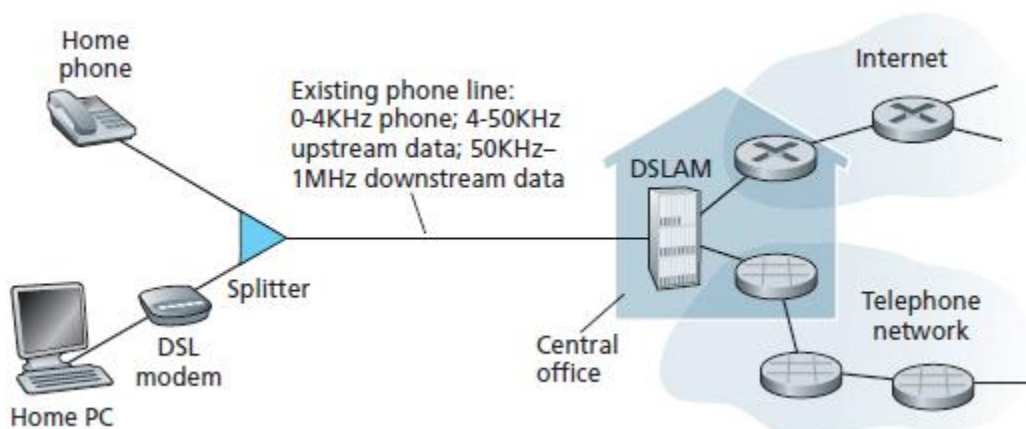 Home
phone
Existing phone line:
0-4KHz phone; 4-50KHz
upstream data; 50KHz–
1MHz downstream data
Internet
DSLAM
Splitter
DSL
modem
Home PC
Central
office
Telephone
network